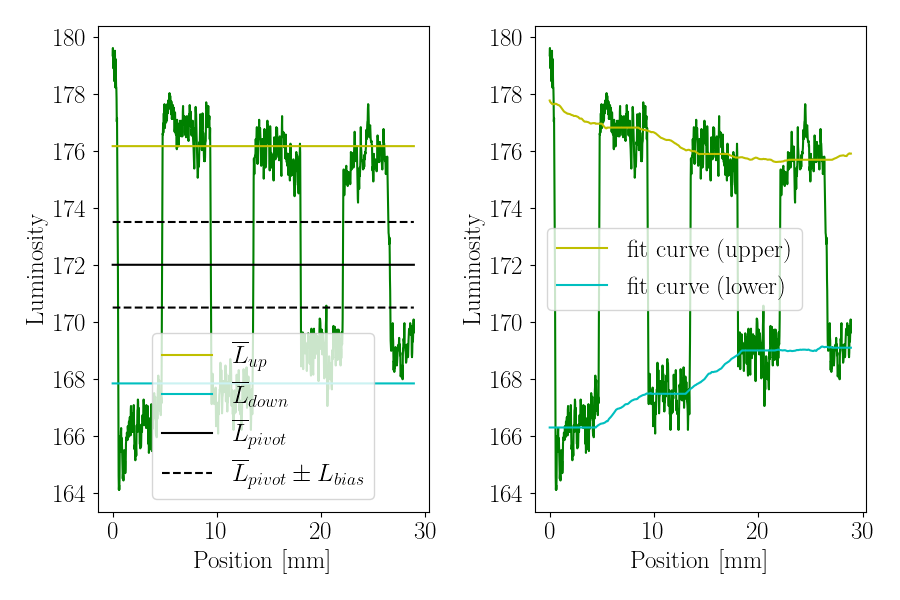 180
178
176
174
172
170
168
166
164
Luminosity
0
10
20
30
Position [mm]
L̅up
L̅down
L̅pivot
L̅pivot ± Lbias
180
178
176
174
172
170
168
166
164
Luminosity
0
10
20
30
Position [mm]
fit curve (upper)
fit curve (lower)